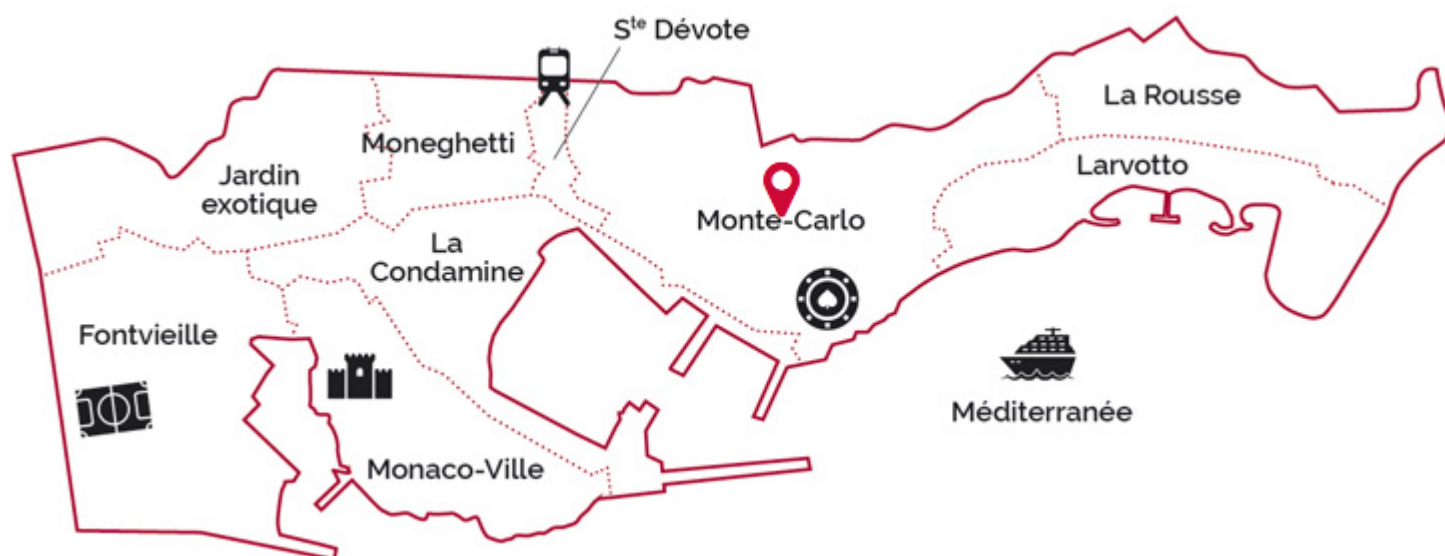 Sᵗᵉ Dévote
La Rousse
Moneghetti
Larvotto
Jardin
exotique
Monte-Carlo
La
Condamine
Fontvieille
Méditerranée
Monaco-Ville